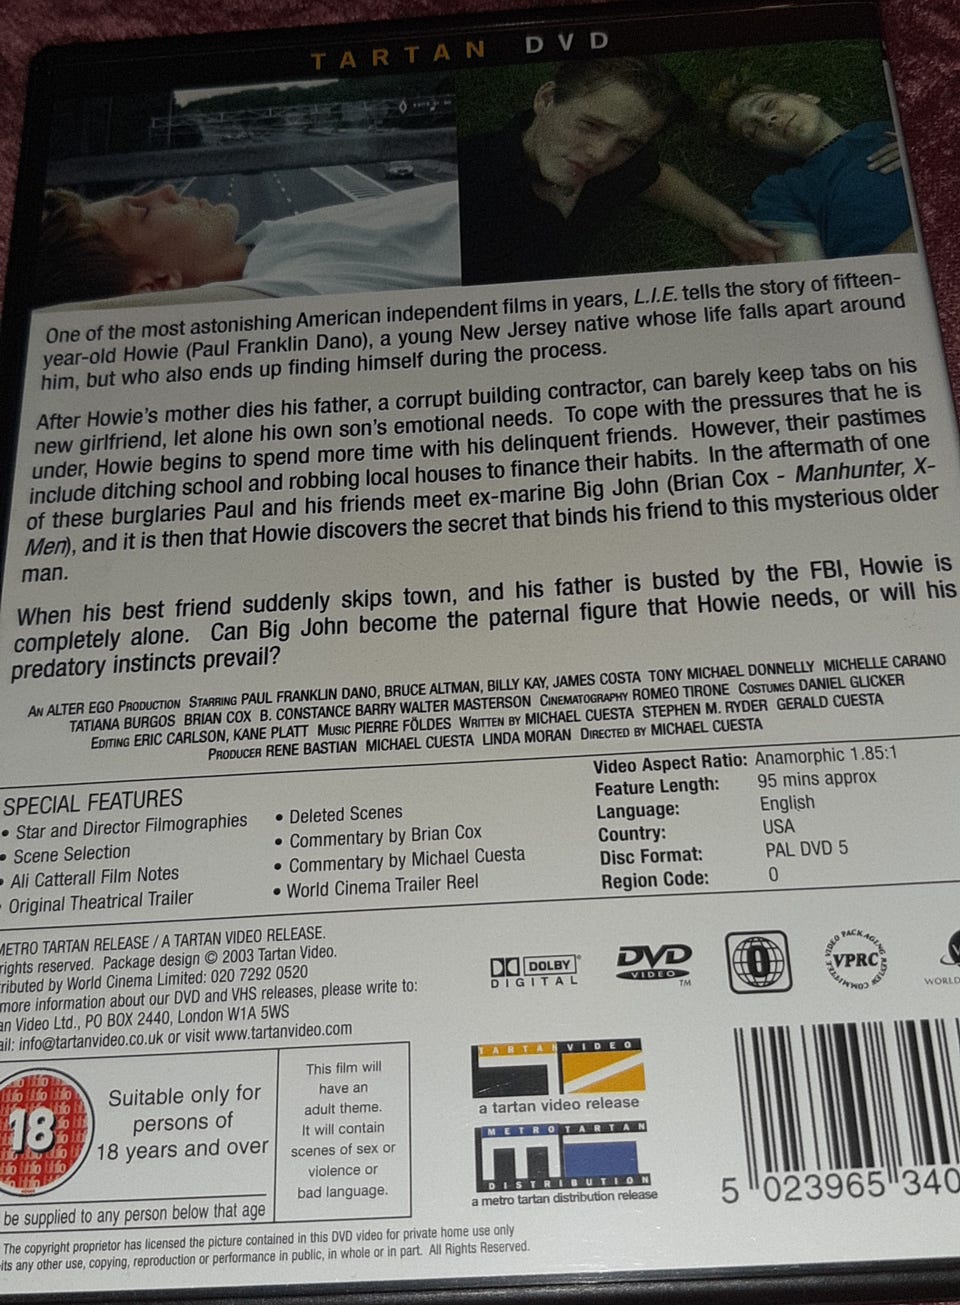 TARTAN DVD
One of the most astonishing American independent films in years, L.I.E. tells the story of fifteen-
year-old Howie (Paul Franklin Dano), a young New Jersey native whose life falls apart around
him, but who also ends up finding himself during the process.
After Howie's mother dies his father, a corrupt building contractor, can barely keep tabs on his
new girlfriend, let alone his own son's emotional needs. To cope with the pressures that he is
under, Howie begins to spend more time with his delinquent friends. However, their pastimes
include ditching school and robbing local houses to finance their habits. In the aftermath of one
of these burglaries Paul and his friends meet ex-marine Big John (Brian Cox - Manhunter, X-
Men), and it is then that Howie discovers the secret that binds his friend to this mysterious older
man.
When his best friend suddenly skips town, and his father is busted by the FBI, Howie is
completely alone. Can Big John become the paternal figure that Howie needs, or will his
predatory instincts prevail?
AN ALTER EGO PRODUCTION STARRING PAUL FRANKLIN DANO, BRUCE ALTMAN, BILLY KAY, JAMES COSTA TONY MICHAEL DONNELLY MICHELLE CARANO
TATIANA BURGOS BRIAN COX B. CONSTANCE BARRY WALTER MASTERSON CINEMATOGRAPHY ROMEO TIRONE COSTUMES DANIEL GLICKER
EDITING ERIC CARLSON, KANE PLATT MUSIC PIERRE FÖLDES WRITTEN BY MICHAEL CUESTA STEPHEN M. RYDER GERALD CUESTA
PRODUCER RENE BASTIAN MICHAEL CUESTA LINDA MORAN DIRECTED BY MICHAEL CUESTA
SPECIAL FEATURES
• Star and Director Filmographies
• Scene Selection
• Ali Catterall Film Notes
• Original Theatrical Trailer
• Deleted Scenes
• Commentary by Brian Cox
• Commentary by Michael Cuesta
• World Cinema Trailer Reel
Video Aspect Ratio: Anamorphic 1.85:1
Feature Length: 95 mins approx
Language: English
Country: USA
Disc Format: PAL DVD 5
Region Code: 0
METRO TARTAN RELEASE / A TARTAN VIDEO RELEASE.
rights reserved. Package design © 2003 Tartan Video.
tributed by World Cinema Limited: 020 7292 0520
more information about our DVD and VHS releases, please write to:
an Video Ltd., PO BOX 2440, London W1A 5WS
ail: info@tartanvideo.co.uk or visit www.tartanvideo.com
DOLBY
DIGITAL
DVD
VIDEO
TM
0
VIDEO PACKAGING REVIEW COMMITTEE
VPRC
WORLD
18
Suitable only for
persons of
18 years and over
be supplied to any person below that age
This film will
have an
adult theme.
It will contain
scenes of sex or
violence or
bad language.
TARTAN VIDEO
a tartan video release
METRO TARTAN
DISTRIBUTION
a metro tartan distribution release
5 023965 340
The copyright proprietor has licensed the picture contained in this DVD video for private home use only
its any other use, copying, reproduction or performance in public, in whole or in part. All Rights Reserved.